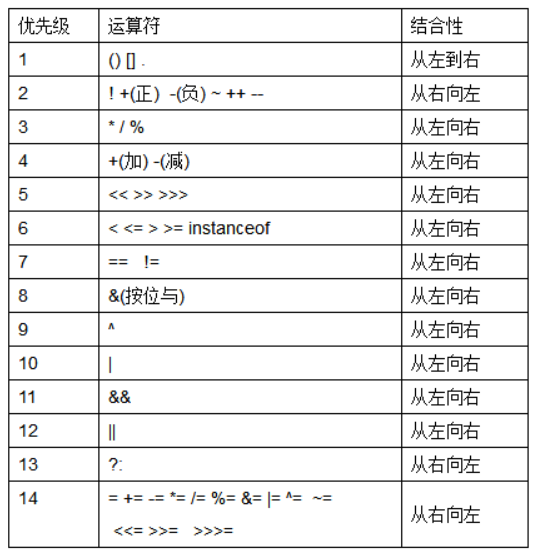 优先级 运算符 结合性
1 () [] . 从左到右
2 ! +(正) -(负) ~ ++ -- 从右向左
3 * / % 从左向右
4 +(加) -(减) 从左向右
5 << >> >>> 从左向右
6 < <= > >= instanceof 从左向右
7 == != 从左向右
8 &(按位与) 从左向右
9 ^ 从左向右
10 | 从左向右
11 && 从左向右
12 || 从左向右
13 ?: 从右向左
14 = += -= *= /= %= &= |= ^= ~= 从右向左
<<= >>= >>>=